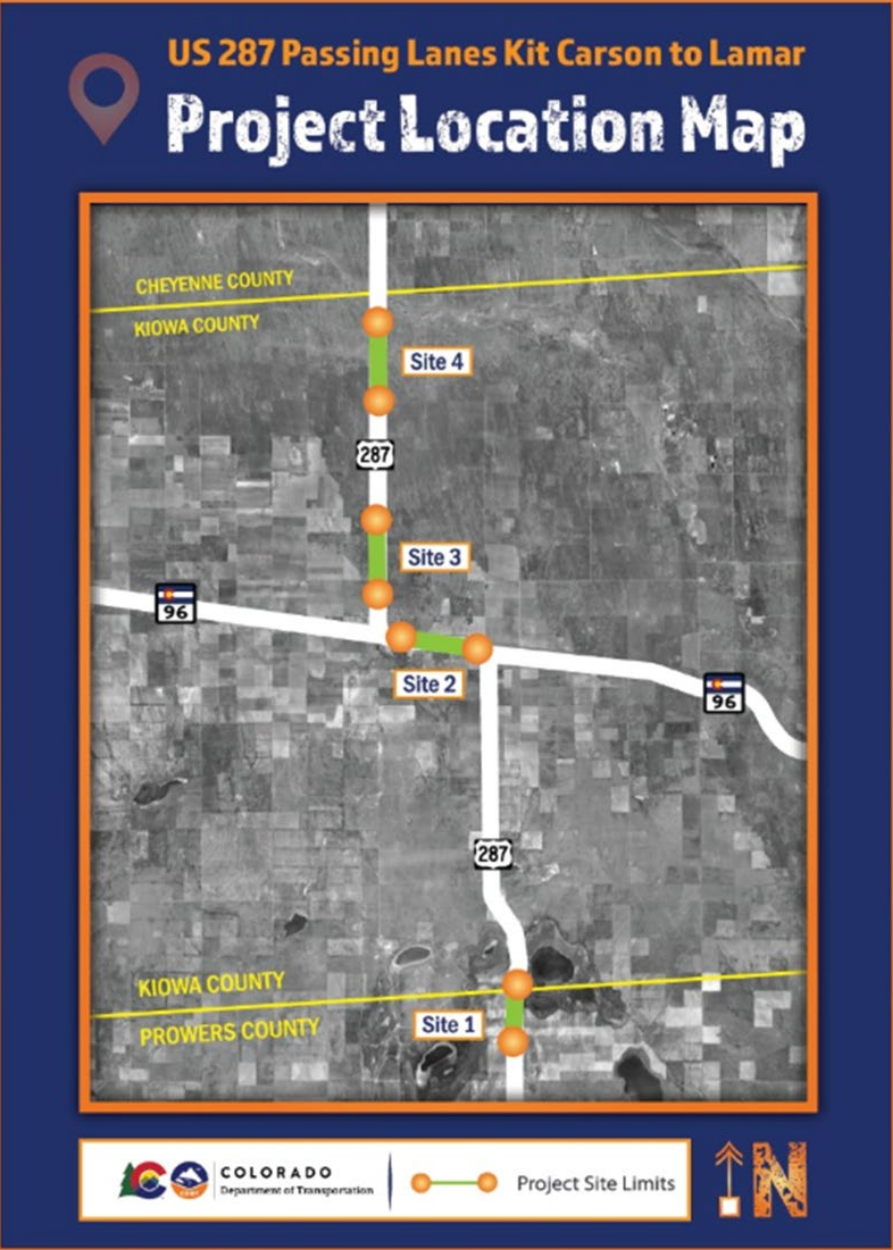 US 287 Passing Lanes Kit Carson to Lamar
Project Location Map
CHEYENNE COUNTY
KIOWA COUNTY
Site 4
287
Site 3
96
Site 2
96
287
KIOWA COUNTY
Site 1
PROWERS COUNTY
COLORADO
Department of Transportation
Project Site Limits
N